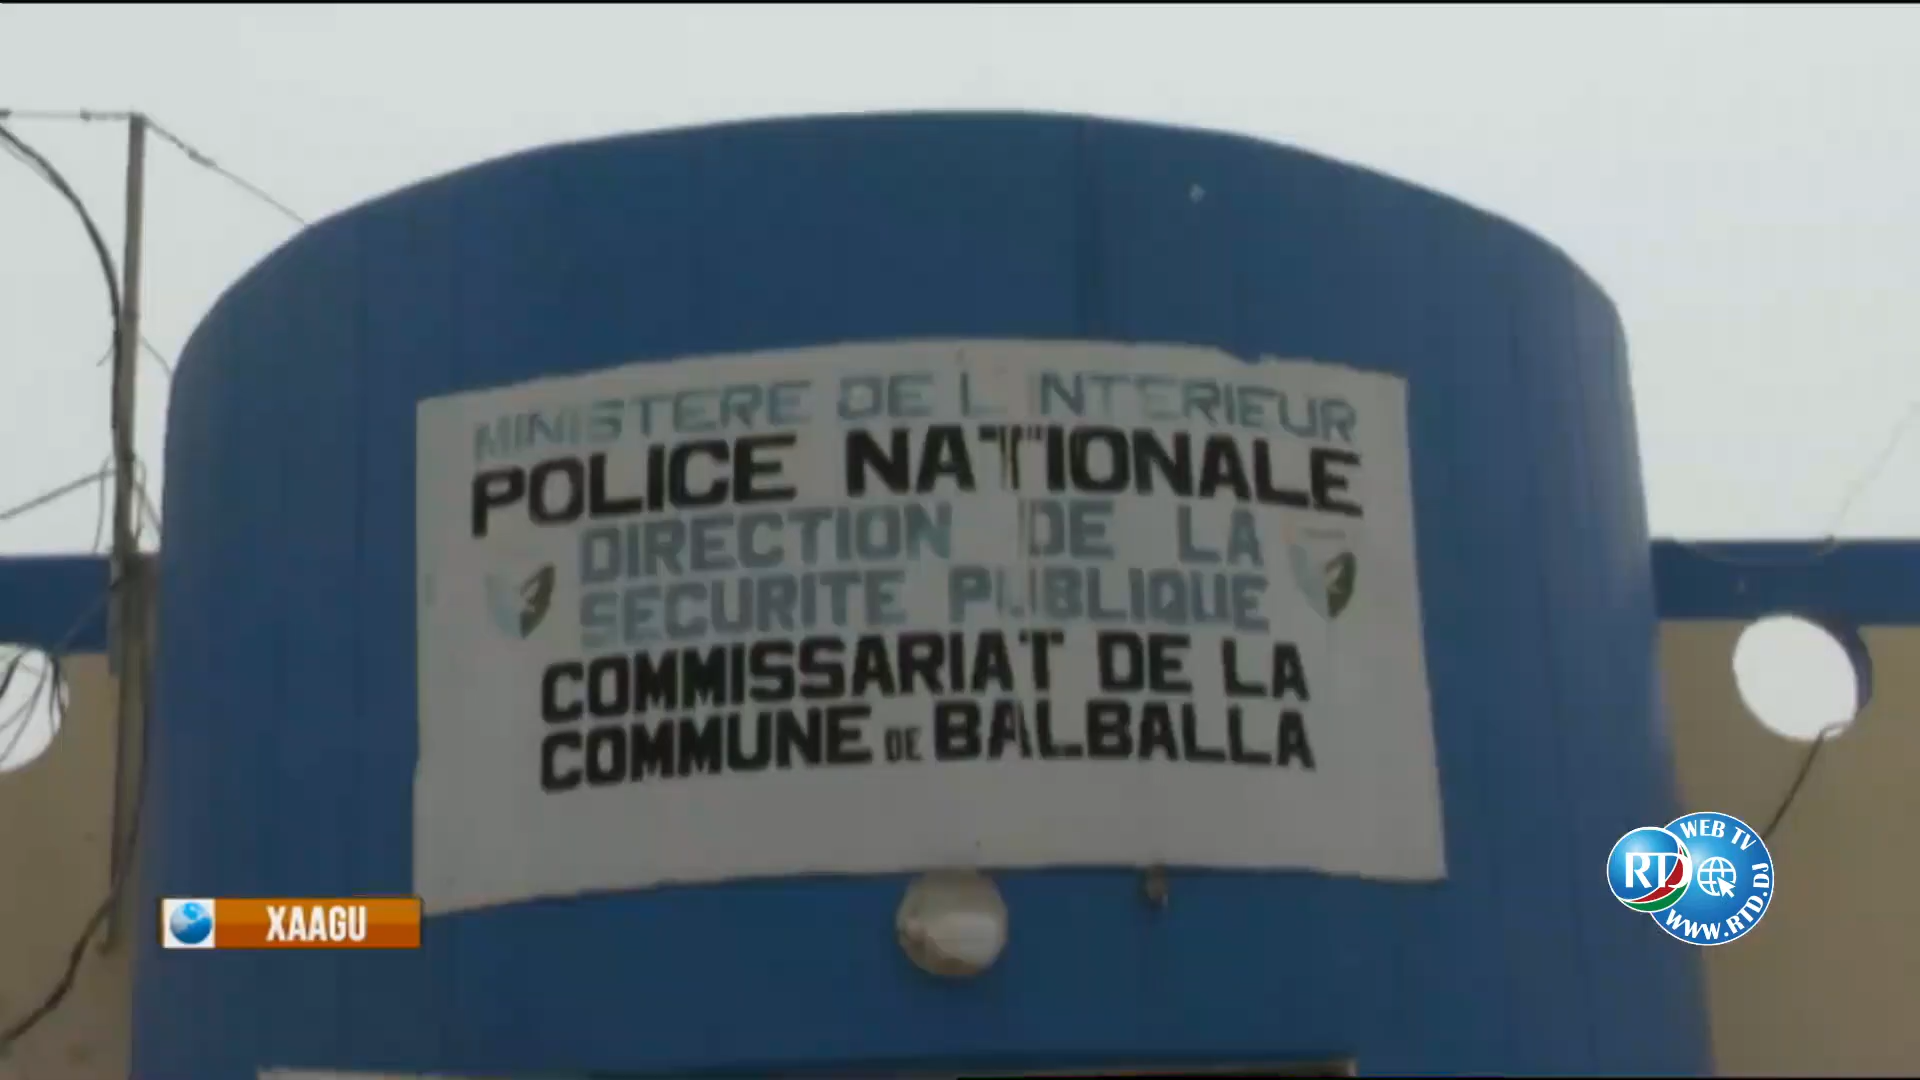 MINISTERE DE L INTERIEUR
POLICE NATIONALE
DIRECTION DE LA
SECURITE PUBLIQUE
COMMISSARIAT DE LA
COMMUNE DE BALBALLA
XAAGU
WEB TV
RTD
WWW.RTD.DJ